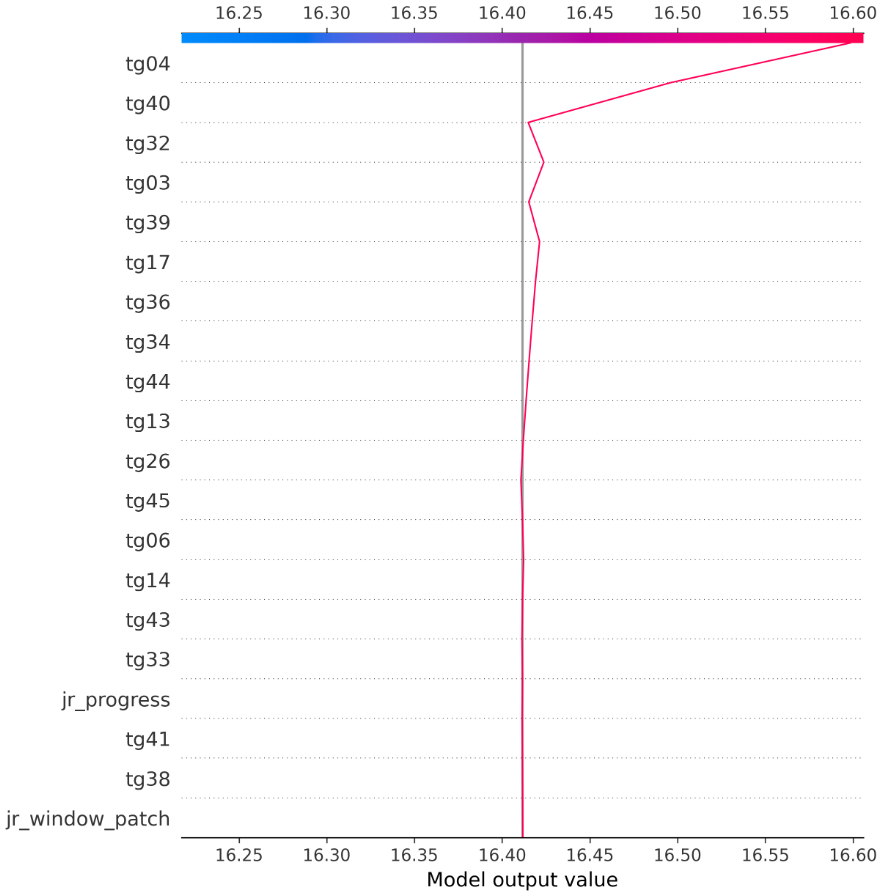 16.25 16.30 16.35 16.40 16.45 16.50 16.55 16.60
tg04
tg40
tg32
tg03
tg39
tg17
tg36
tg34
tg44
tg13
tg26
tg45
tg06
tg14
tg43
tg33
jr_progress
tg41
tg38
jr_window_patch
16.25 16.30 16.35 16.40 16.45 16.50 16.55 16.60
Model output value